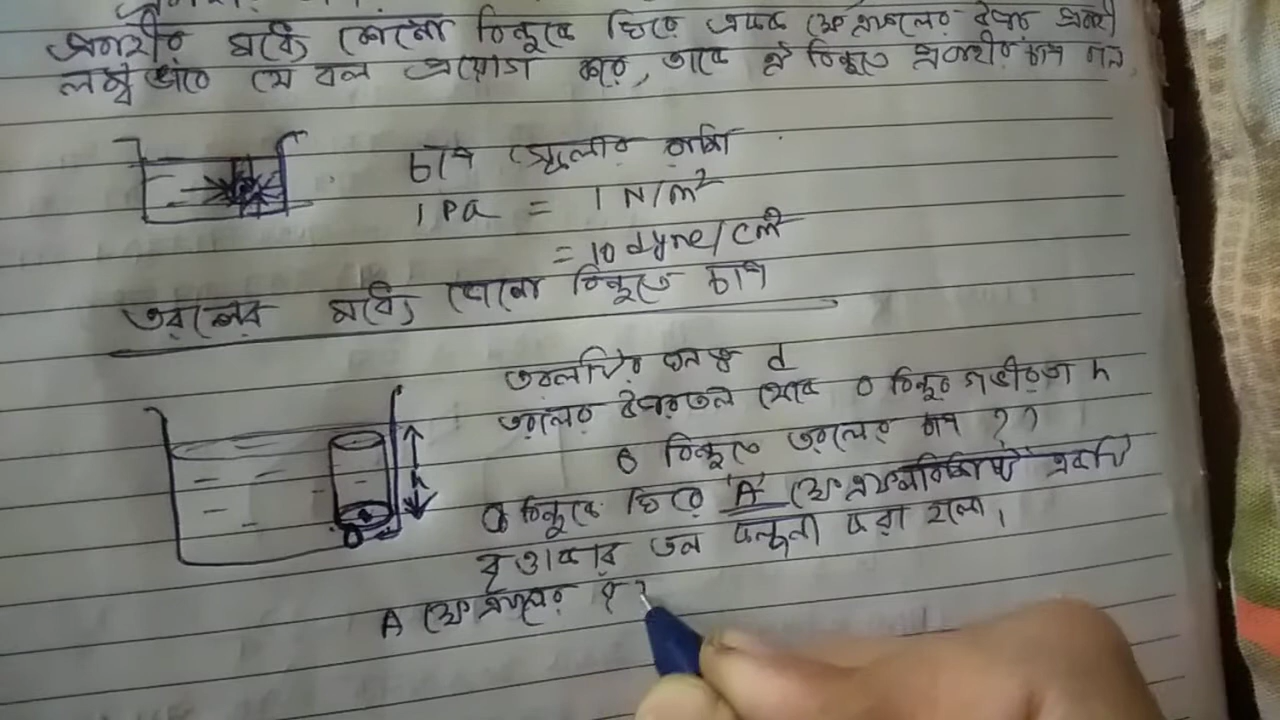 প্রবাহীর মধ্যে কোনো বিন্দুকে ঘিরে একক ক্ষেত্রফলের উপর প্রবাহী
লম্বভাবে যে বল প্রয়োগ করে, তাকে ঐ বিন্দুতে প্রবাহীর চাপ বলে
চাপ মূলের রাশি
1 Pa = 1 N/m²
= 10 dyne/cm²
তরলের মধ্যে কোনো বিন্দুতে চাপ
তরলটির ঘনত্ব d
তরলের উপরতল থেকে O বিন্দুর গভীরতা h
h
O বিন্দুতে তরলের চাপ ??
O বিন্দুকে ঘিরে 'A' ক্ষেত্রফলবিশিষ্ট একটি
O
বৃত্তাকার তল কল্পনা করা হলো।
A ক্ষেত্রফলের